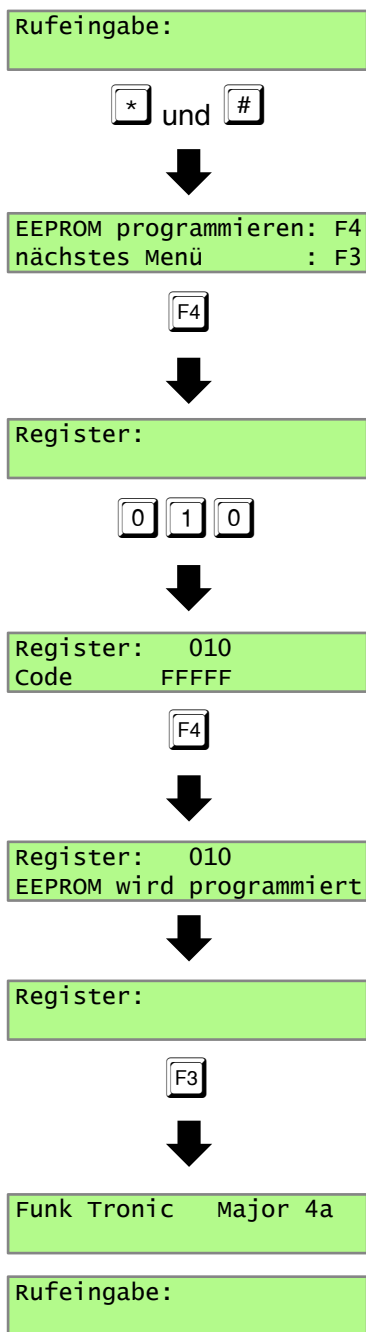 Rufeingabe:
* und #
EEPROM programmieren: F4
nächstes Menü : F3
F4
Register:
0 1 0
Register: 010
Code FFFFF
F4
Register: 010
EEPROM wird programmiert
Register:
F3
Funk Tronic Major 4a
Rufeingabe: